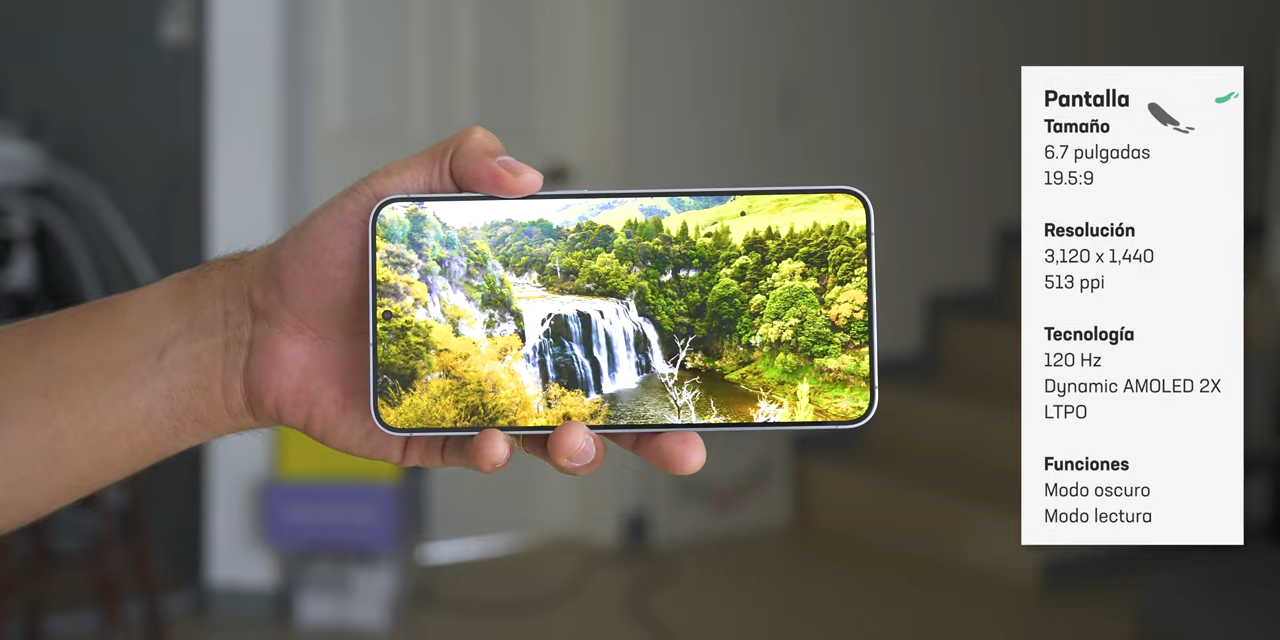 Pantalla
Tamaño
6.7 pulgadas
19.5:9
Resolución
3,120 x 1,440
513 ppi
Tecnología
120 Hz
Dynamic AMOLED 2X
LTPO
Funciones
Modo oscuro
Modo lectura